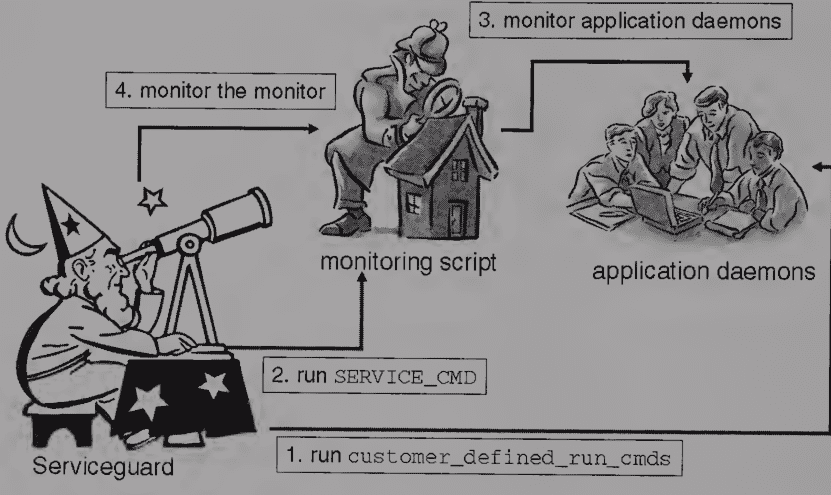 3. monitor application daemons
4. monitor the monitor
monitoring script
application daemons
2. run SERVICE_CMD
1. run customer_defined_run_cmds
Serviceguard